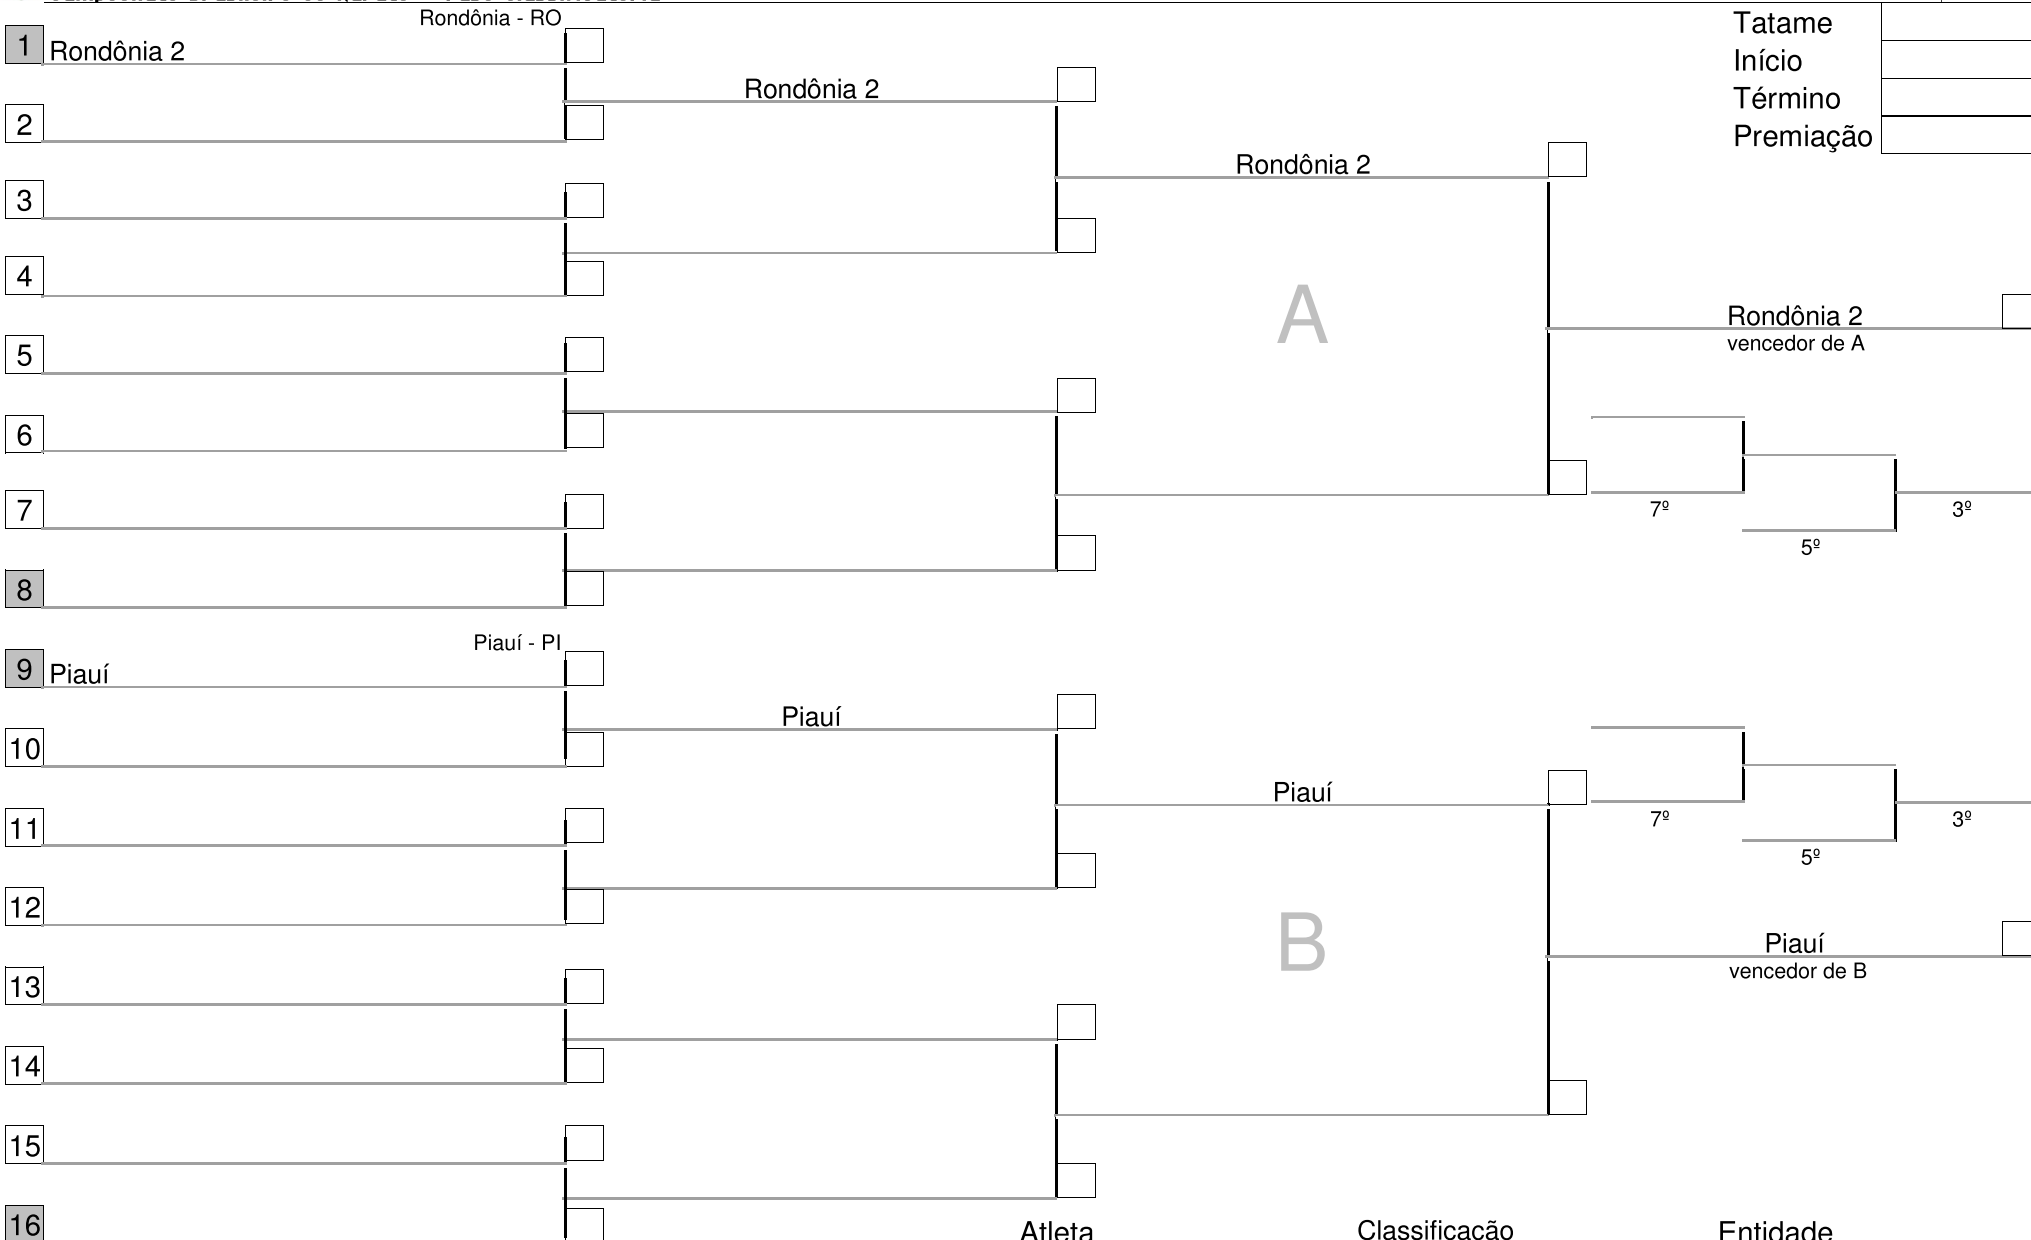 Rondônia - RO
Tatame
1 Rondônia 2
Início
Rondônia 2
Término
2
Premiação
Rondônia 2
3
4
A
Rondônia 2
vencedor de A
5
6
7
7º
3º
5º
8
Piauí - PI
9 Piauí
Piauí
10
Piauí
11
7º
3º
5º
12
B
Piauí
vencedor de B
13
14
15
16
Atleta Classificação Entidade